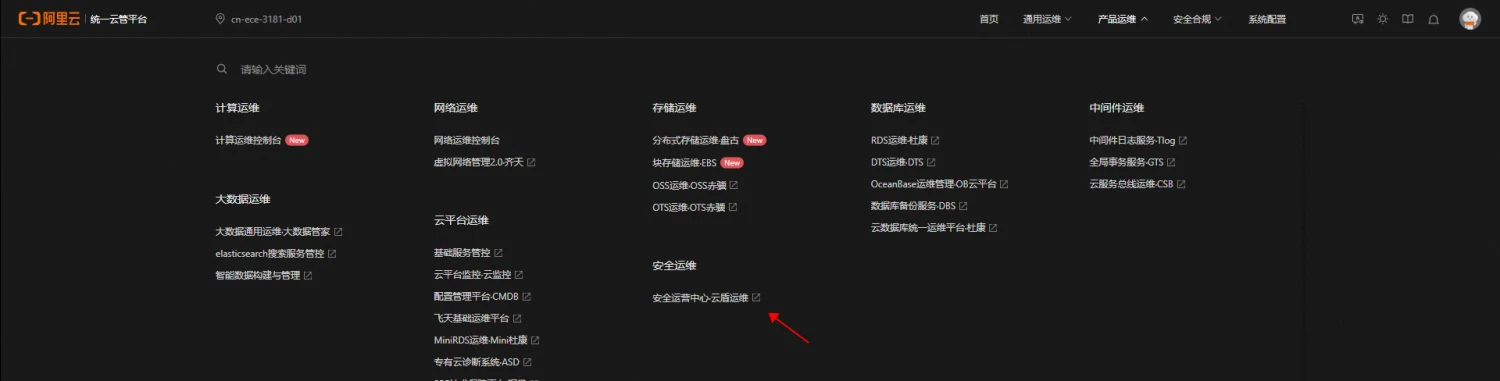 阿里云 统一云管平台 cn-ece-3181-d01 首页 通用运维 产品运维 安全合规 系统配置
请输入关键词
计算运维
计算运维控制台 New
大数据运维
大数据通用运维-大数据管家
elasticsearch搜索服务管控
智能数据构建与管理
网络运维
网络运维控制台
虚拟网络管理2.0-齐天
云平台运维
基础服务管控
云平台监控-云监控
配置管理平台-CMDB
飞天基础运维平台
MiniRDS运维-Mini杜康
专有云诊断系统-ASD
存储运维
分布式存储运维-盘古 New
块存储运维-EBS New
OSS运维-OSS赤骥
OTS运维-OTS赤骥
安全运维
安全运营中心-云盾运维
数据库运维
RDS运维-杜康
DTS运维-DTS
OceanBase运维管理-OB云平台
数据库备份服务-DBS
云数据库统一运维平台-杜康
中间件运维
中间件日志服务-Tlog
全局事务服务-GTS
云服务总线运维-CSB